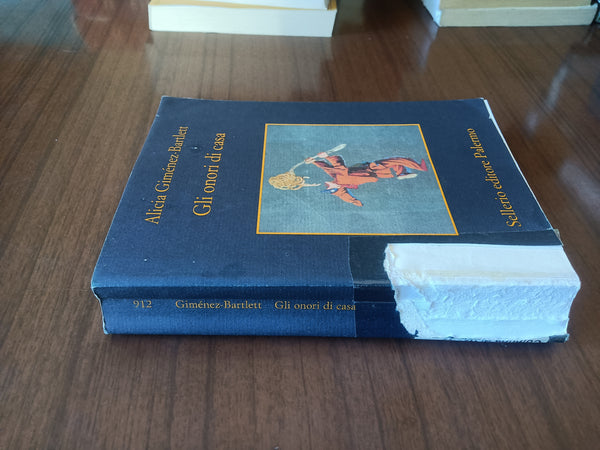 Alicia Giménez-Bartlett
Gli onori di casa
Sellerio editore Palermo
912 Giménez-Bartlett Gli onori di casa